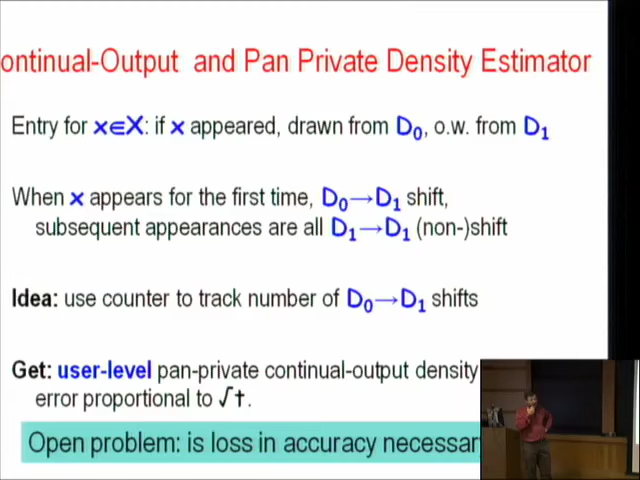 ontinual-Output and Pan Private Density Estimator
Entry for x∈X: if x appeared, drawn from D₀, o.w. from D₁
When x appears for the first time, D₀→D₁ shift,
subsequent appearances are all D₁→D₁ (non-)shift
Idea: use counter to track number of D₀→D₁ shifts
Get: user-level pan-private continual-output density
error proportional to √t.
Open problem: is loss in accuracy necessary